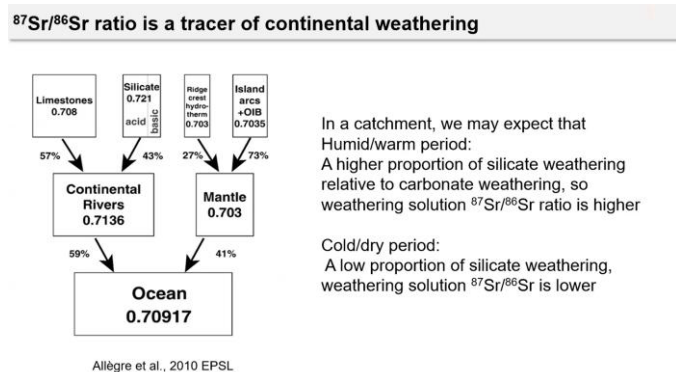 ⁸⁷Sr/⁸⁶Sr ratio is a tracer of continental weathering
Limestones
0.708
Silicate
0.721
acid
basic
Ridge
crest
hydro-
therm
0.703
Island
arcs
+OIB
0.7035
57%
43%
27%
73%
Continental
Rivers
0.7136
Mantle
0.703
59%
41%
Ocean
0.70917
Allègre et al., 2010 EPSL
In a catchment, we may expect that
Humid/warm period:
A higher proportion of silicate weathering
relative to carbonate weathering, so
weathering solution ⁸⁷Sr/⁸⁶Sr ratio is higher
Cold/dry period:
A low proportion of silicate weathering,
weathering solution ⁸⁷Sr/⁸⁶Sr is lower